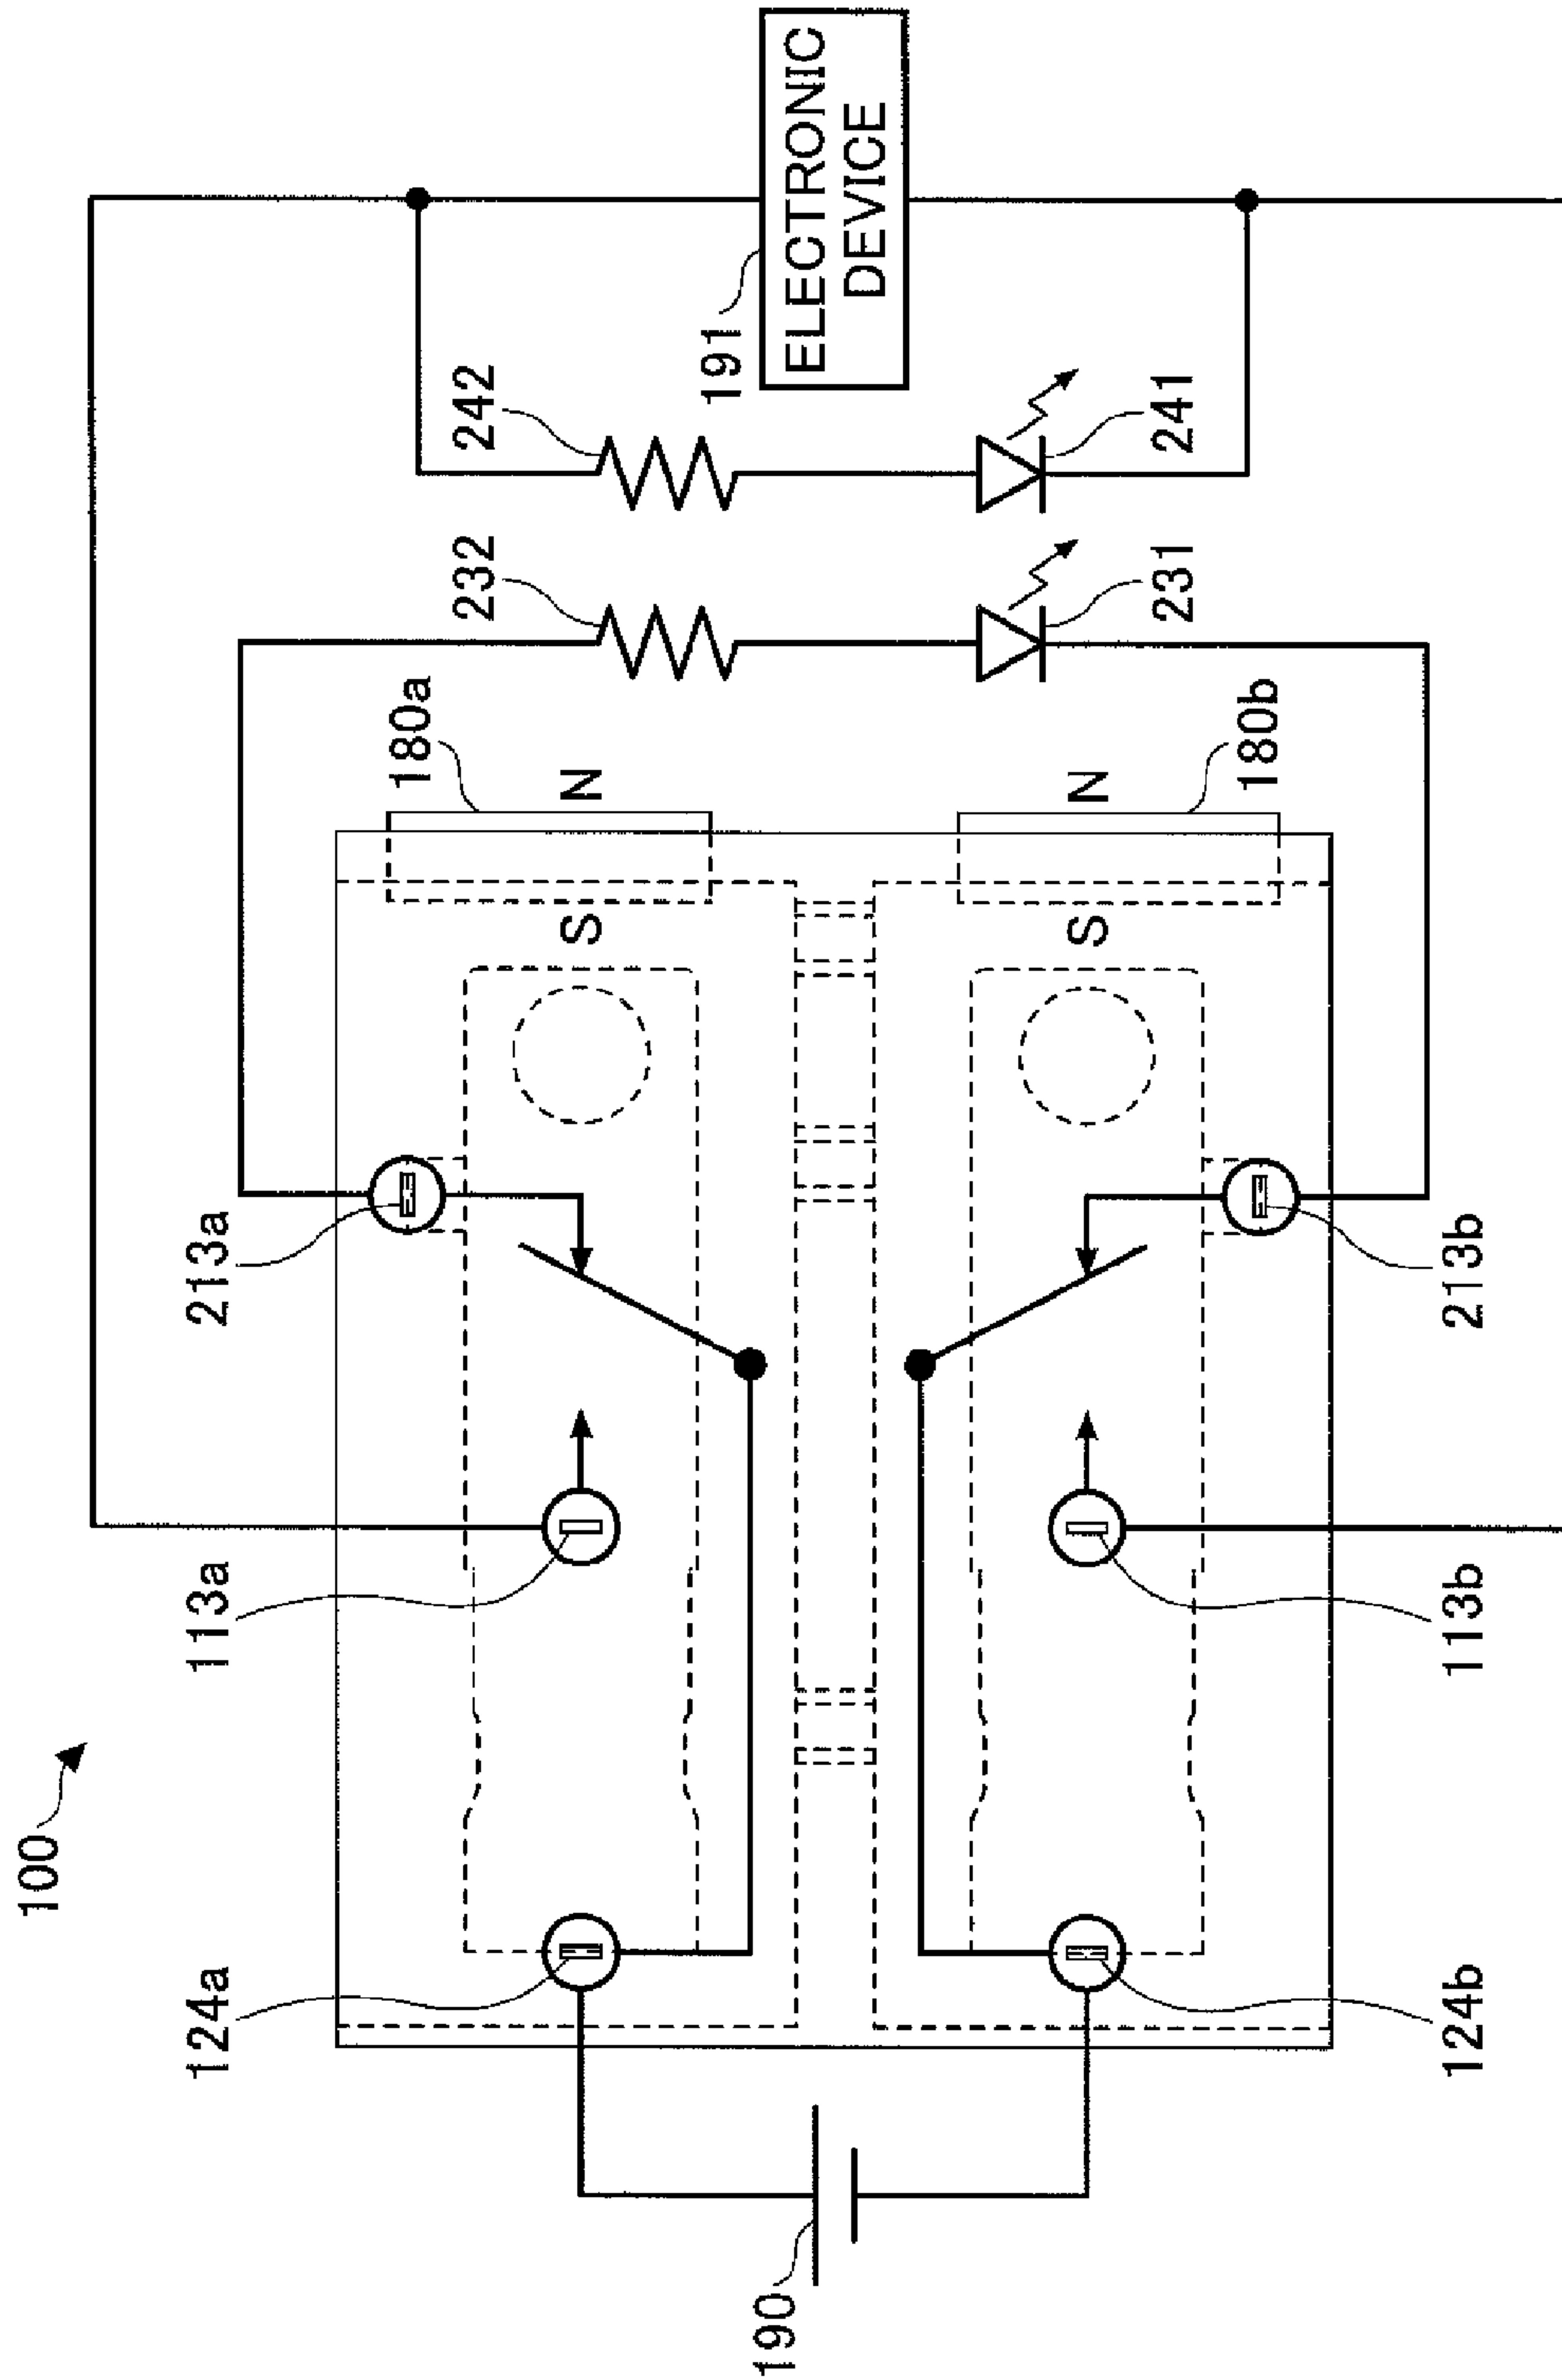 100
124a
113a
213a
180a
232
242
S
N
191
190
ELECTRONIC
DEVICE
S
N
231
241
180b
124b
113b
213b